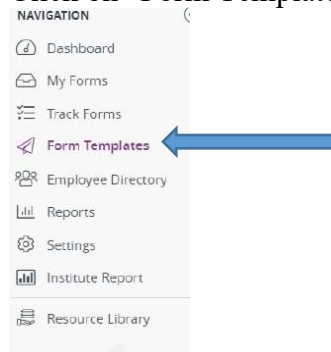 NAVIGATION
Dashboard
My Forms
Track Forms
Form Templates
Employee Directory
Reports
Settings
Institute Report
Resource Library